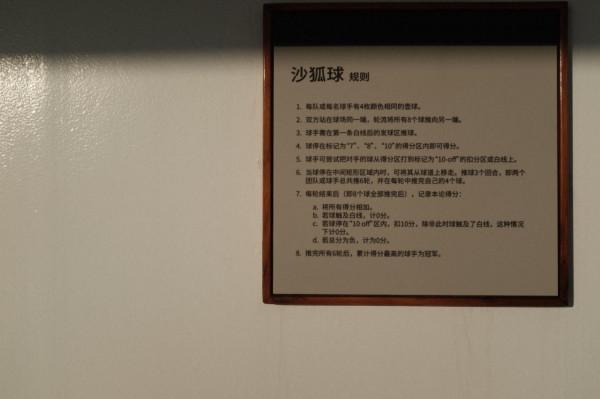 沙狐球 规则
1. 每队或每名球手有4枚颜色相同的壶球。
2. 双方站在球场同一端，轮流将所有8个球推向另一端。
3. 球手需在第一条白线后的发球区推球。
4. 球停在标记为“7”、“8”、“10”的得分区内即可得分。
5. 球手可尝试把对手的球从得分区打到标记为“10-off”的扣分区或白线上。
6. 当球停在中间矩形区域内时，可将其从球道上移走。推球3个回合，即两个
团队或球手总共推6轮，并在每轮中推完自己的4个球。
7. 每轮结束后（即8个球全部推完后），记录本论得分：
a. 将所有得分相加。
b. 若球触及白线，计0分。
c. 若球停在“10 off”区内，扣10分，除非此时球触及了白线，这种情况
下计0分。
d. 若总分为负，计为0分。
8. 推完所有6轮后，累计得分最高的球手为冠军。